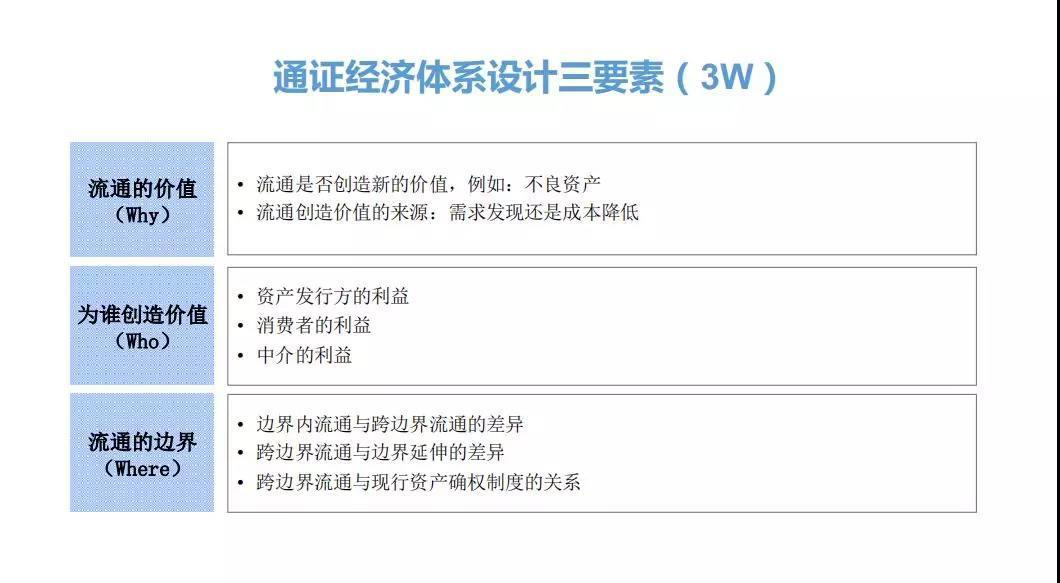 通证经济体系设计三要素（3W）
流通的价值
（Why）
• 流通是否创造新的价值，例如：不良资产
• 流通创造价值的来源：需求发现还是成本降低
为谁创造价值
（Who）
• 资产发行方的利益
• 消费者的利益
• 中介的利益
流通的边界
（Where）
• 边界内流通与跨边界流通的差异
• 跨边界流通与边界延伸的差异
• 跨边界流通与现行资产确权制度的关系